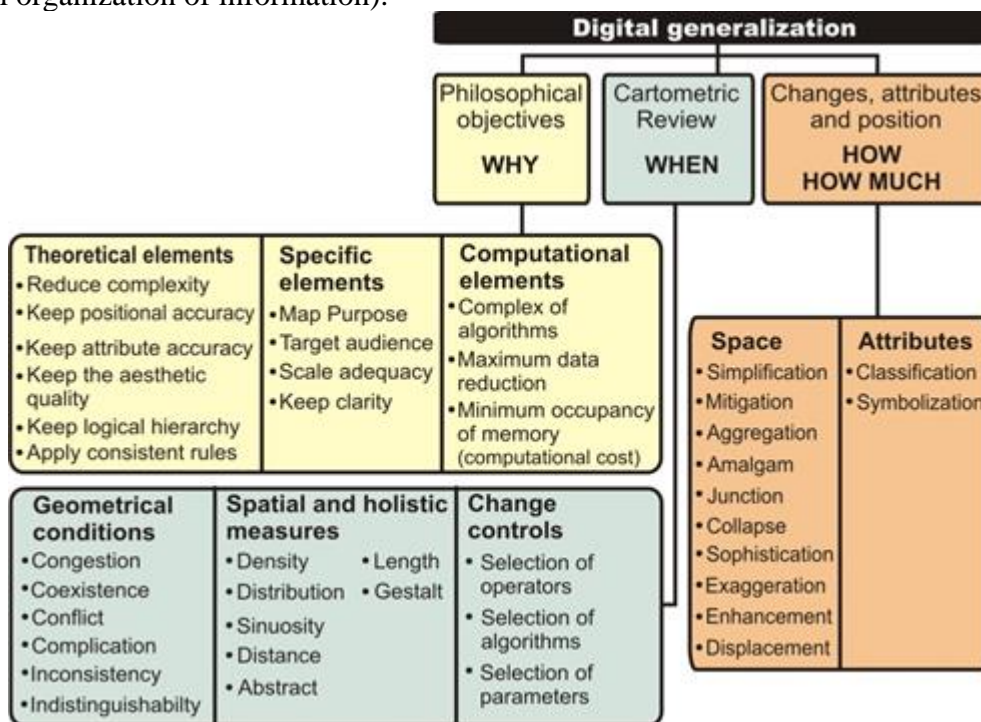 organization of information).
Digital generalization
Philosophical
objectives
WHY
Cartometric
Review
WHEN
Changes, attributes
and position
HOW
HOW MUCH
Theoretical elements
•Reduce complexity
•Keep positional accuracy
•Keep attribute accuracy
•Keep the aesthetic
quality
•Keep logical hierarchy
•Apply consistent rules
Specific
elements
•Map Purpose
•Target audience
•Scale adequacy
•Keep clarity
Computational
elements
•Complex of
algorithms
•Maximum data
reduction
•Minimum occupancy
of memory
(computational cost)
Space
•Simplification
•Mitigation
•Aggregation
•Amalgam
•Junction
•Collapse
•Sophistication
•Exaggeration
•Enhancement
•Displacement
Attributes
•Classification
•Symbolization
Geometrical
conditions
•Congestion
•Coexistence
•Conflict
•Complication
•Inconsistency
•Indistinguishabilty
Spatial and holistic
measures
•Density
•Distribution
•Sinuosity
•Distance
•Abstract
•Length
•Gestalt
Change
controls
• Selection of
operators
• Selection of
algorithms
• Selection of
parameters